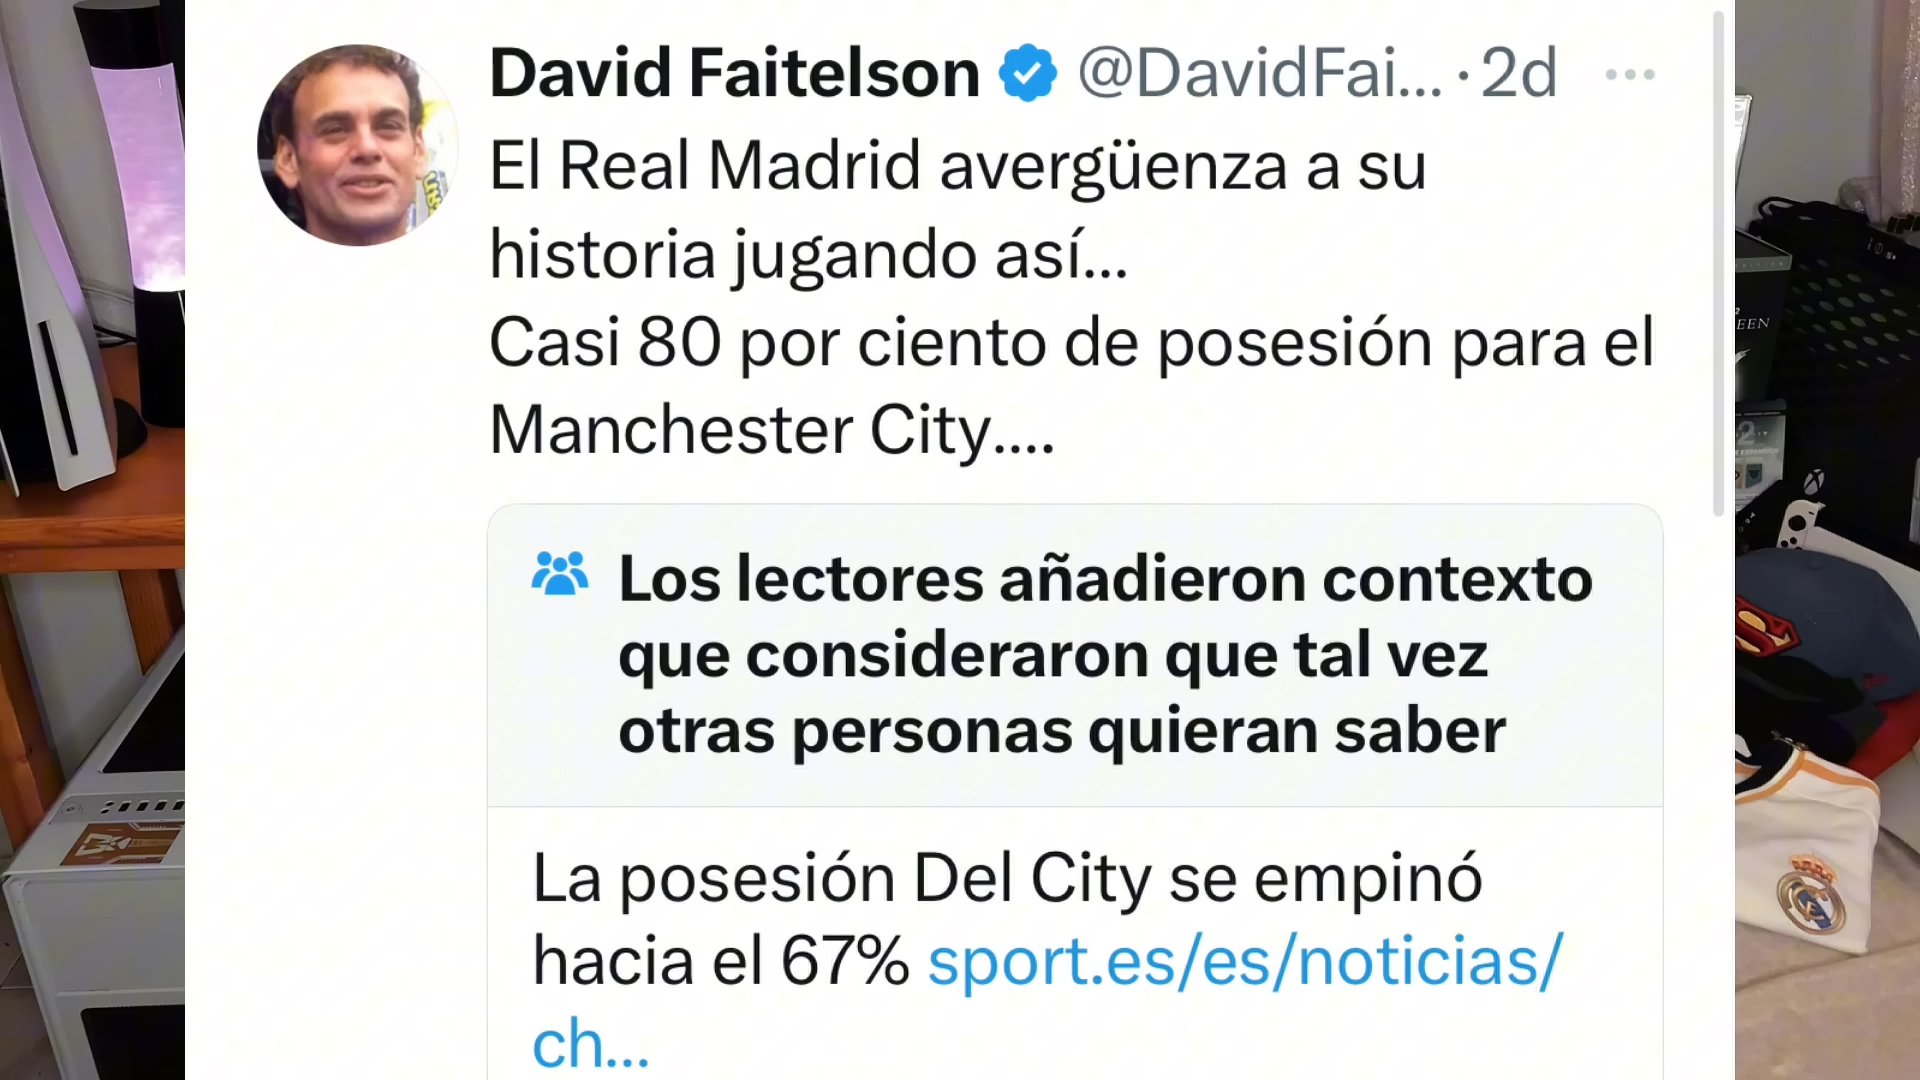 David Faitelson @DavidFai... · 2d ...
El Real Madrid avergüenza a su
historia jugando así...
Casi 80 por ciento de posesión para el
Manchester City....
Los lectores añadieron contexto
que consideraron que tal vez
otras personas quieran saber
La posesión Del City se empinó
hacia el 67% sport.es/es/noticias/
ch...